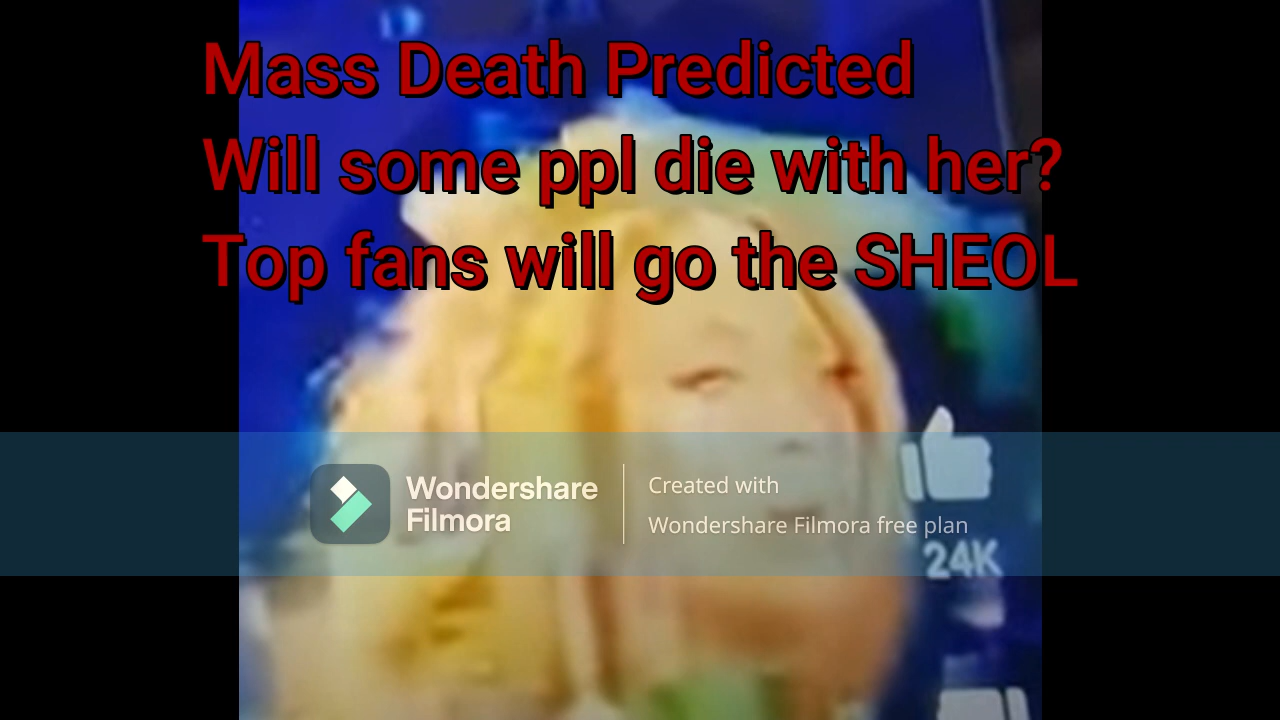 Mass Death Predicted
Will some ppl die with her?
Top fans will go the SHEOL
Wondershare
Filmora
Created with
Wondershare Filmora free plan
24K